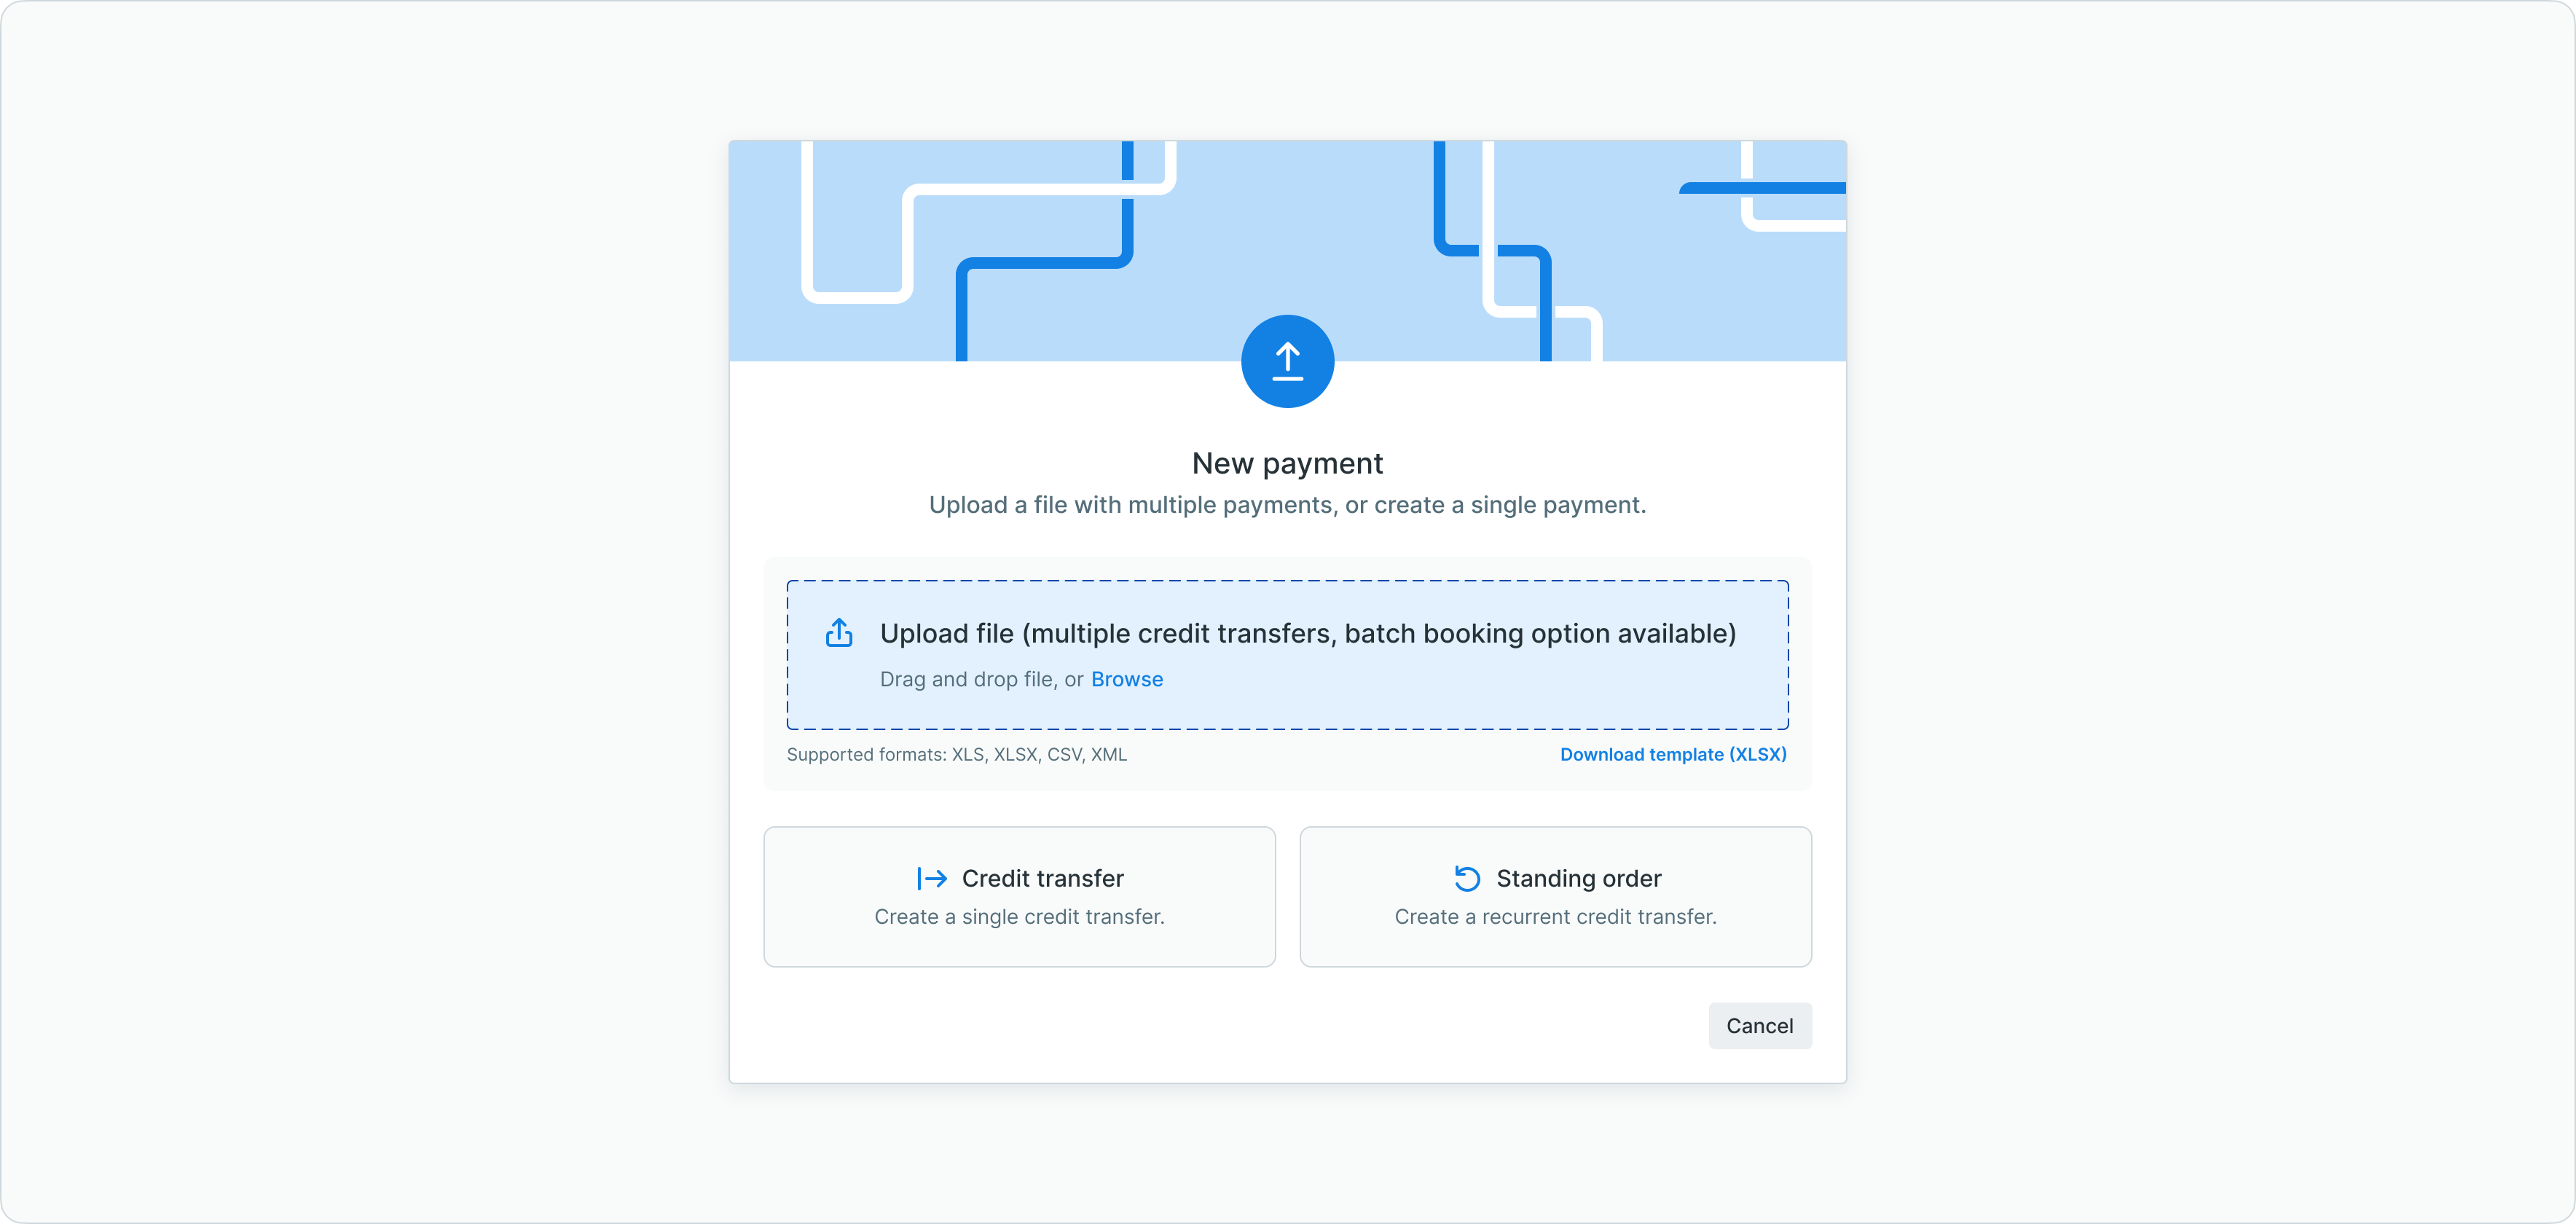 New payment
Upload a file with multiple payments, or create a single payment.
Upload file (multiple credit transfers, batch booking option available)
Drag and drop file, or Browse
Supported formats: XLS, XLSX, CSV, XML
Download template (XLSX)
Credit transfer
Create a single credit transfer.
Standing order
Create a recurrent credit transfer.
Cancel